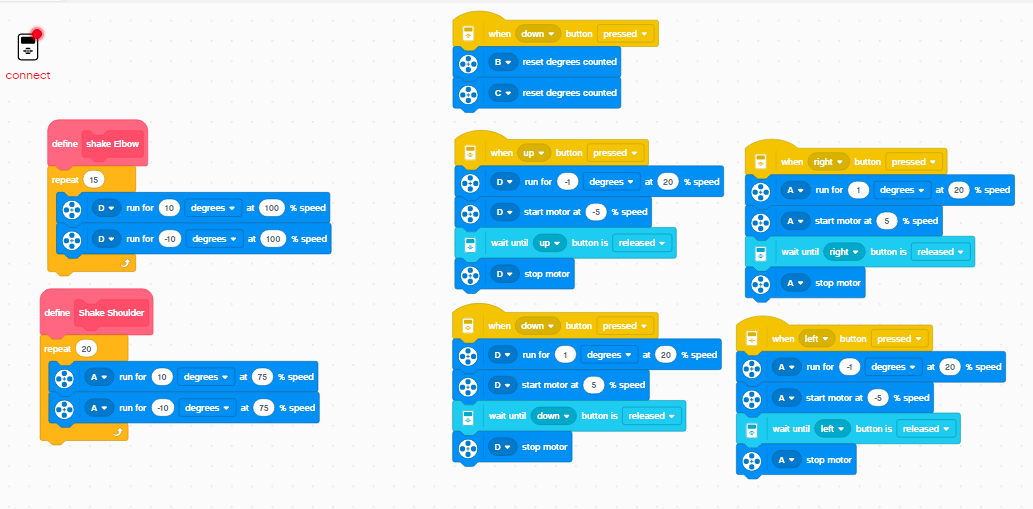 connect
define shake Elbow
repeat 15
D run for 10 degrees at 100 % speed
D run for -10 degrees at 100 % speed
define Shake Shoulder
repeat 20
A run for 10 degrees at 75 % speed
A run for -10 degrees at 75 % speed
when down button pressed
B reset degrees counted
C reset degrees counted
when up button pressed
D run for -1 degrees at 20 % speed
D start motor at -5 % speed
wait until up button is released
D stop motor
when down button pressed
D run for 1 degrees at 20 % speed
D start motor at 5 % speed
wait until down button is released
D stop motor
when right button pressed
A run for 1 degrees at 20 % speed
A start motor at 5 % speed
wait until right button is released
A stop motor
when left button pressed
A run for -1 degrees at 20 % speed
A start motor at -5 % speed
wait until left button is released
A stop motor